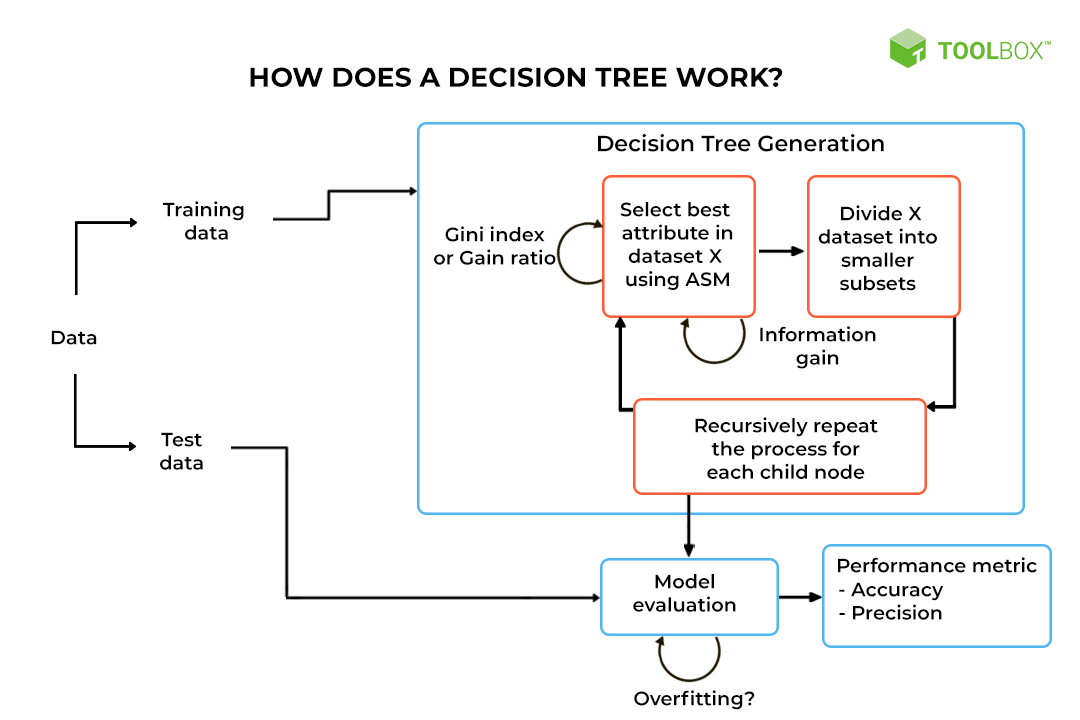 TOOLBOX™
HOW DOES A DECISION TREE WORK?
Decision Tree Generation
Training
data
Gini index
or Gain ratio
Select best
attribute in
dataset X
using ASM
Divide X
dataset into
smaller
subsets
Data
Information
gain
Test
data
Recursively repeat
the process for
each child node
Model
evaluation
Performance metric
- Accuracy
- Precision
Overfitting?